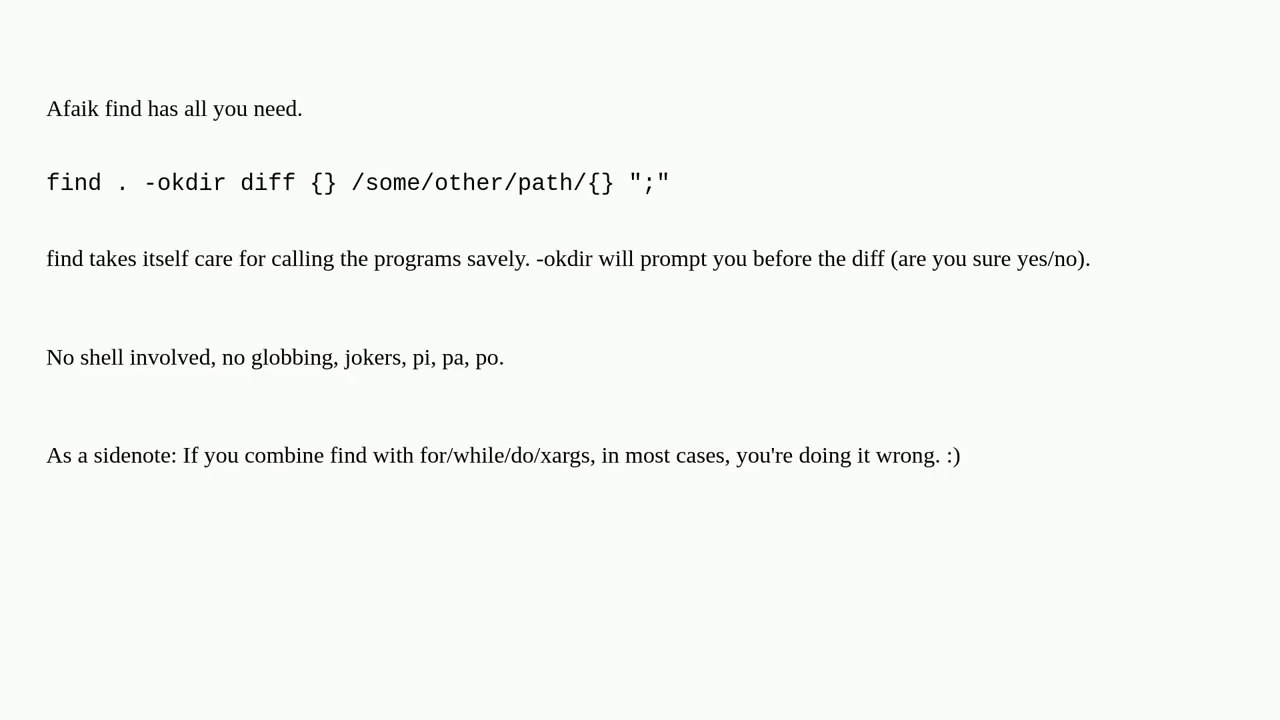 Afaik find has all you need.
find . -okdir diff {} /some/other/path/{} ";"
find takes itself care for calling the programs savely. -okdir will prompt you before the diff (are you sure yes/no).
No shell involved, no globbing, jokers, pi, pa, po.
As a sidenote: If you combine find with for/while/do/xargs, in most cases, you're doing it wrong. :)